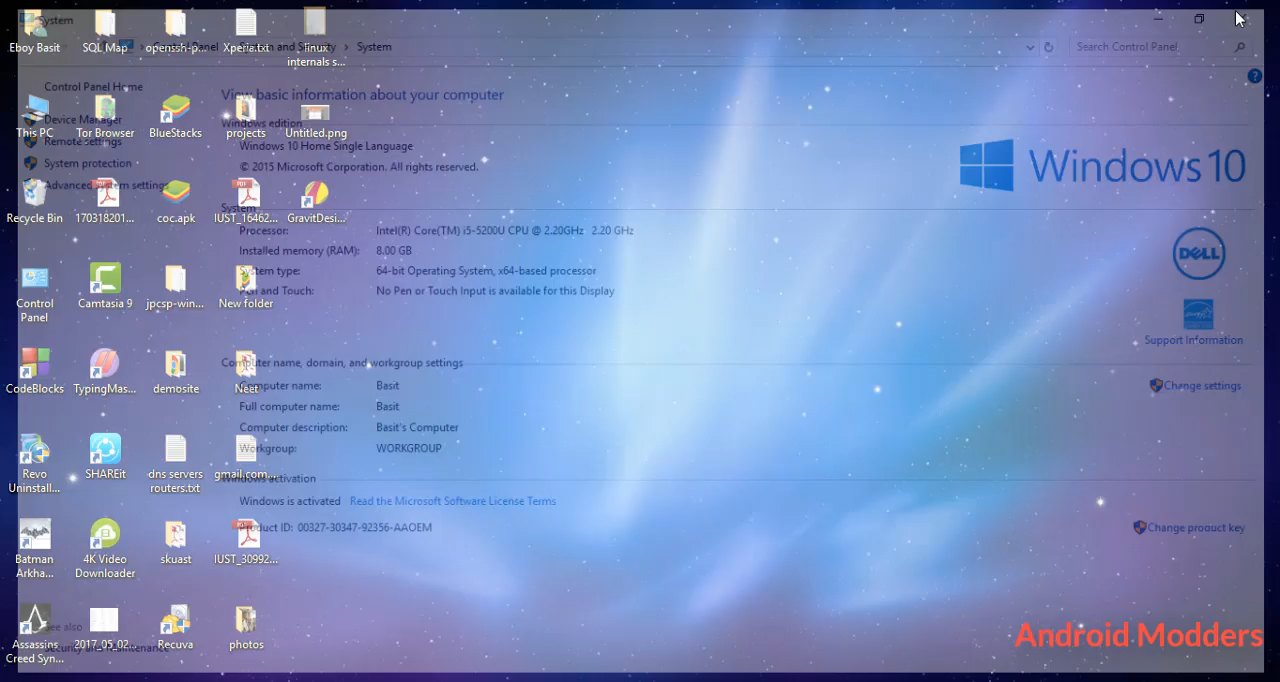 System
Control Panel › System and Security › System
Search Control Panel
Eboy Basit
SQL Map
openssh-p...
Xperia.txt
linux
internals s...
Control Panel Home
Device Manager
Remote settings
System protection
Advanced system settings
View basic information about your computer
Windows edition
Windows 10 Home Single Language
© 2015 Microsoft Corporation. All rights reserved.
Windows 10
This PC
Tor Browser
BlueStacks
projects
Untitled.png
Recycle Bin
170318201...
coc.apk
IUST_16462...
GravitDesi...
System
Processor:
Intel(R) Core(TM) i5-5200U CPU @ 2.20GHz 2.20 GHz
Installed memory (RAM):
8.00 GB
System type:
64-bit Operating System, x64-based processor
Pen and Touch:
No Pen or Touch Input is available for this Display
DELL
Support Information
Control
Panel
Camtasia 9
jpcsp-win...
New folder
Computer name, domain, and workgroup settings
Computer name:
Basit
Change settings
Full computer name:
Basit
Computer description:
Basit's Computer
Workgroup:
WORKGROUP
CodeBlocks
TypingMas...
demosite
Neet
Revo
Uninstall...
SHAREit
dns servers
routers.txt
gmail.com...
Windows activation
Windows is activated Read the Microsoft Software License Terms
Product ID: 00327-30347-92356-AAOEM
Change product key
Batman
Arkha...
4K Video
Downloader
skuast
IUST_30992...
See also
Security and Maintenance
Assassins
Creed Syn...
2017_05_02...
Recuva
photos
Android Modders